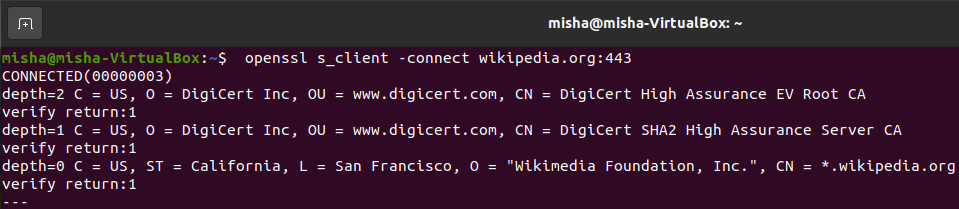 misha@misha-VirtualBox: ~
misha@misha-VirtualBox:~$  openssl s_client -connect wikipedia.org:443
CONNECTED(00000003)
depth=2 C = US, O = DigiCert Inc, OU = www.digicert.com, CN = DigiCert High Assurance EV Root CA
verify return:1
depth=1 C = US, O = DigiCert Inc, OU = www.digicert.com, CN = DigiCert SHA2 High Assurance Server CA
verify return:1
depth=0 C = US, ST = California, L = San Francisco, O = "Wikimedia Foundation, Inc.", CN = *.wikipedia.org
verify return:1
---